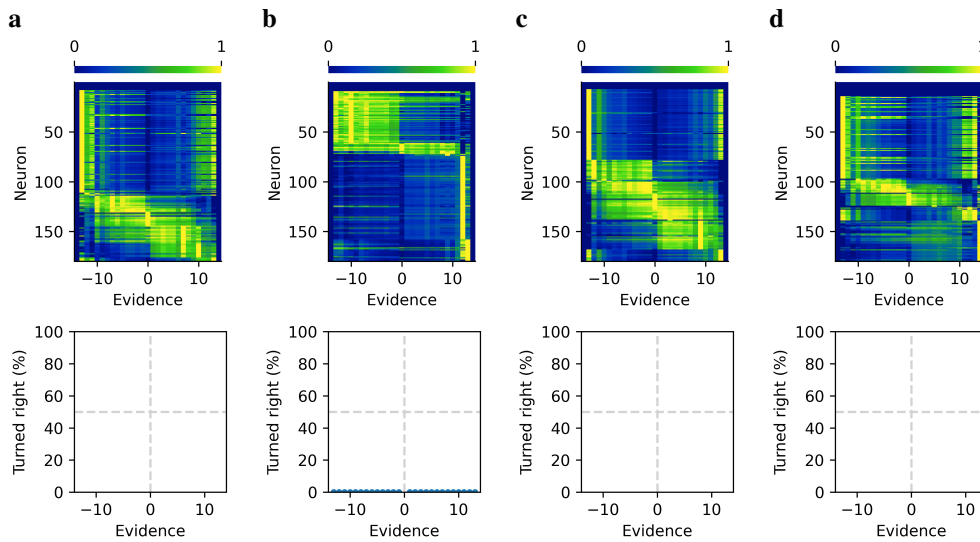 a b c d
0 1 0 1 0 1 0
50 50 50 50
100 100 100 100
150 150 150 150
Neuron Neuron Neuron Neuron
−10 0 10 −10 0 10 −10 0 10 −10 0 10
Evidence Evidence Evidence Evidence
100 100 100 100
80 80 80 80
60 60 60 60
40 40 40 40
20 20 20 20
0 0 0 0
Turned right (%) Turned right (%) Turned right (%) Turned right (%)
−10 0 10 −10 0 10 −10 0 10 −10 0 10
Evidence Evidence Evidence Evidence